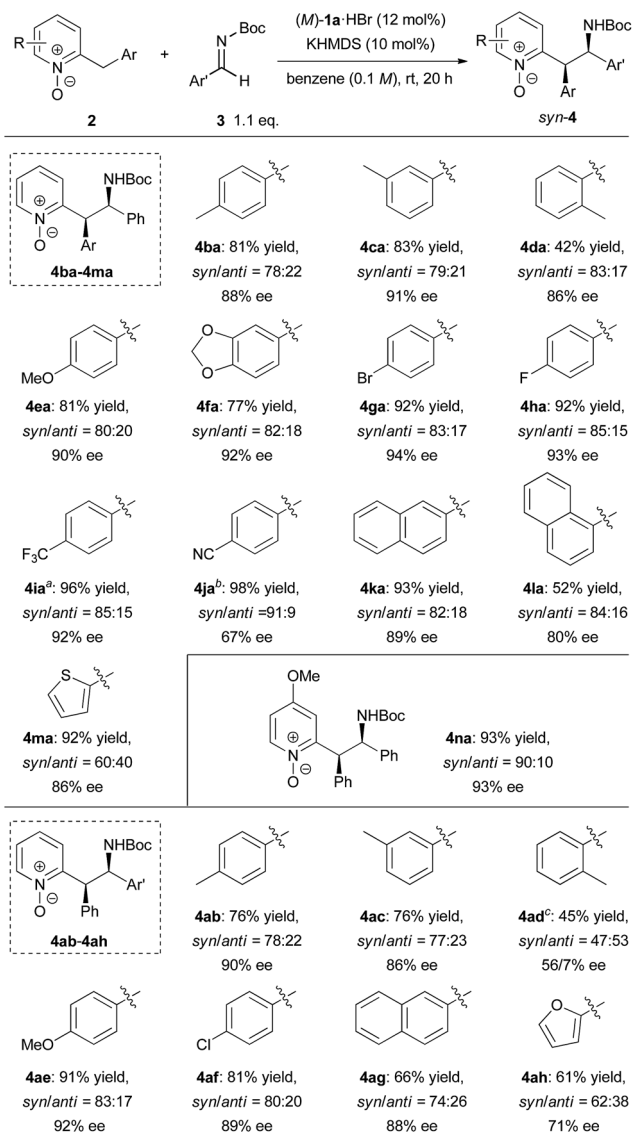 (M)-1a·HBr (12 mol%)
KHMDS (10 mol%)
benzene (0.1 M), rt, 20 h
R N ⊕ O ⊖ Ar
+
N Boc Ar' H
R N ⊕ O ⊖ NHBoc Ar Ar'
2
3 1.1 eq.
syn-4
N ⊕ O ⊖ NHBoc Ph Ar
4ba-4ma
4ba: 81% yield,
syn/anti = 78:22
88% ee
4ca: 83% yield,
syn/anti = 79:21
91% ee
4da: 42% yield,
syn/anti = 83:17
86% ee
MeO
4ea: 81% yield,
syn/anti = 80:20
90% ee
O O
4fa: 77% yield,
syn/anti = 82:18
92% ee
Br
4ga: 92% yield,
syn/anti = 83:17
94% ee
F
4ha: 92% yield,
syn/anti = 85:15
93% ee
F3C
4iaa: 96% yield,
syn/anti = 85:15
92% ee
NC
4jab: 98% yield,
syn/anti =91:9
67% ee
4ka: 93% yield,
syn/anti = 82:18
89% ee
4la: 52% yield,
syn/anti = 84:16
80% ee
S
4ma: 92% yield,
syn/anti = 60:40
86% ee
OMe
N ⊕ O ⊖ NHBoc Ph Ph
4na: 93% yield,
syn/anti = 90:10
93% ee
N ⊕ O ⊖ NHBoc Ar' Ph
4ab-4ah
4ab: 76% yield,
syn/anti = 78:22
90% ee
4ac: 76% yield,
syn/anti = 77:23
86% ee
4adc: 45% yield,
syn/anti = 47:53
56/7% ee
MeO
4ae: 91% yield,
syn/anti = 83:17
92% ee
Cl
4af: 81% yield,
syn/anti = 80:20
89% ee
4ag: 66% yield,
syn/anti = 74:26
88% ee
O
4ah: 61% yield,
syn/anti = 62:38
71% ee